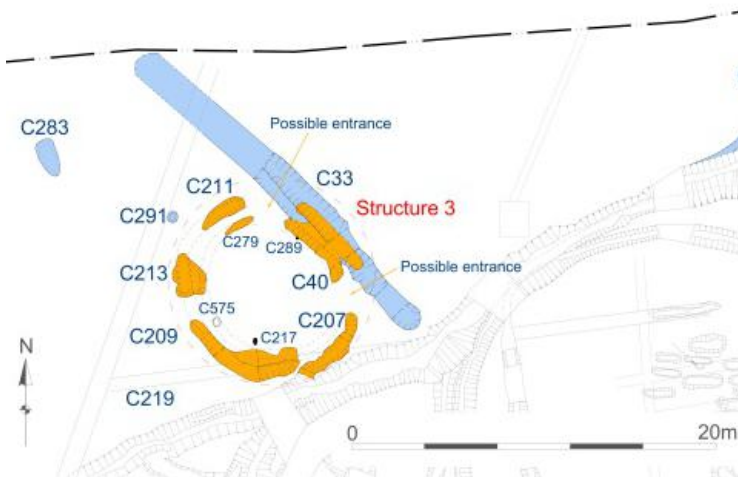 Possible entrance
C283
C211
C33
C291
C279
C289
Structure 3
C213
C40
Possible entrance
C575
C207
C209
C217
C219
N
0
20m